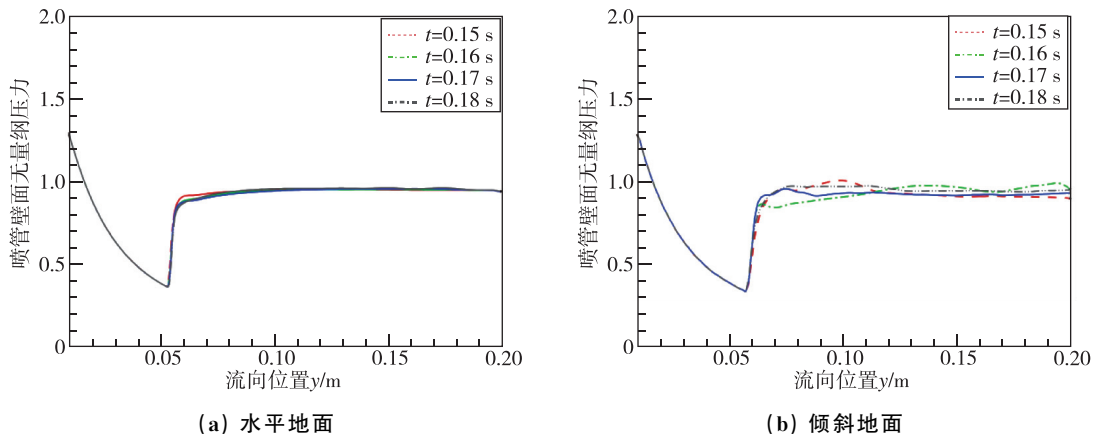 2.0
1.5
1.0
0.5
0
0.05
0.10
0.15
0.20
喷管壁面无量纲压力
流向位置y/m
t=0.15 s
t=0.16 s
t=0.17 s
t=0.18 s
(a) 水平地面
2.0
1.5
1.0
0.5
0
0.05
0.10
0.15
0.20
喷管壁面无量纲压力
流向位置y/m
t=0.15 s
t=0.16 s
t=0.17 s
t=0.18 s
(b) 倾斜地面